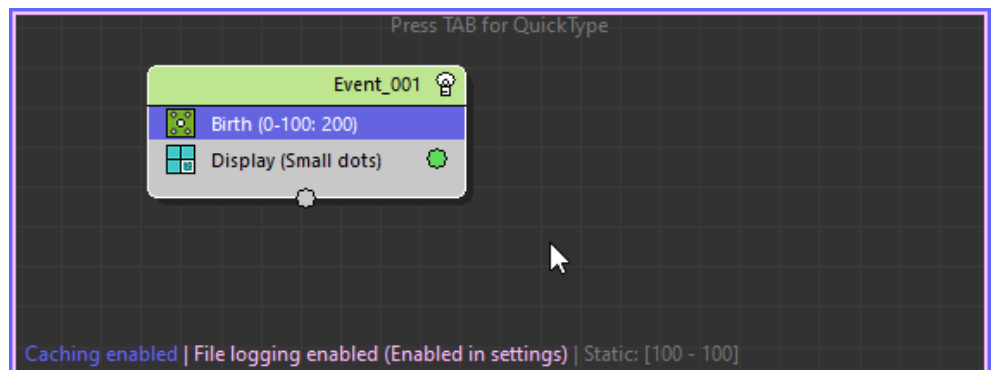 Press TAB for QuickType
Event_001
Birth (0-100: 200)
Display (Small dots)
Caching enabled | File logging enabled (Enabled in settings) | Static: [100 - 100]